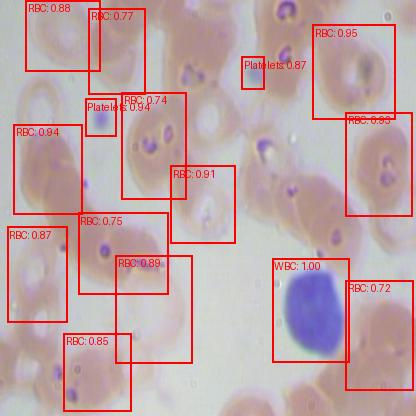 RBC: 0.88
RBC: 0.77
RBC: 0.95
Platelets: 0.87
Platelets: 0.94
RBC: 0.74
RBC: 0.93
RBC: 0.94
RBC: 0.91
RBC: 0.75
RBC: 0.87
RBC: 0.89
WBC: 1.00
RBC: 0.72
RBC: 0.85